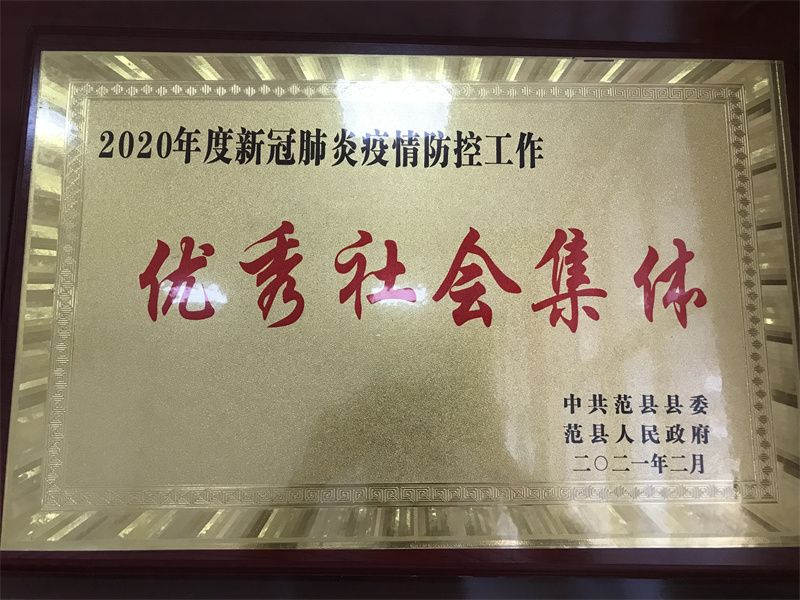 2020年度新冠肺炎疫情防控工作
优秀社会集体
中共范县县委
范县人民政府
二〇二一年二月